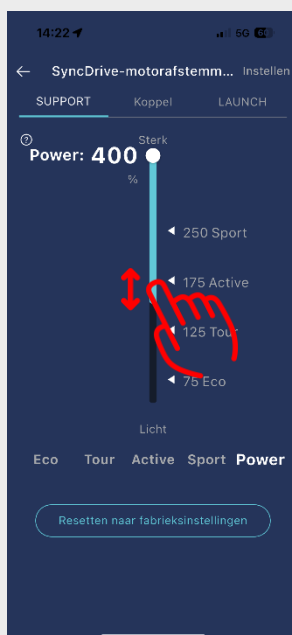 14:22 5G 60
SyncDrive-motorafstemm... Instellen
SUPPORT Koppel LAUNCH
Sterk
Power: 400
%
250 Sport
175 Active
125 Tour
75 Eco
Licht
Eco Tour Active Sport Power
Resetten naar fabrieksinstellingen